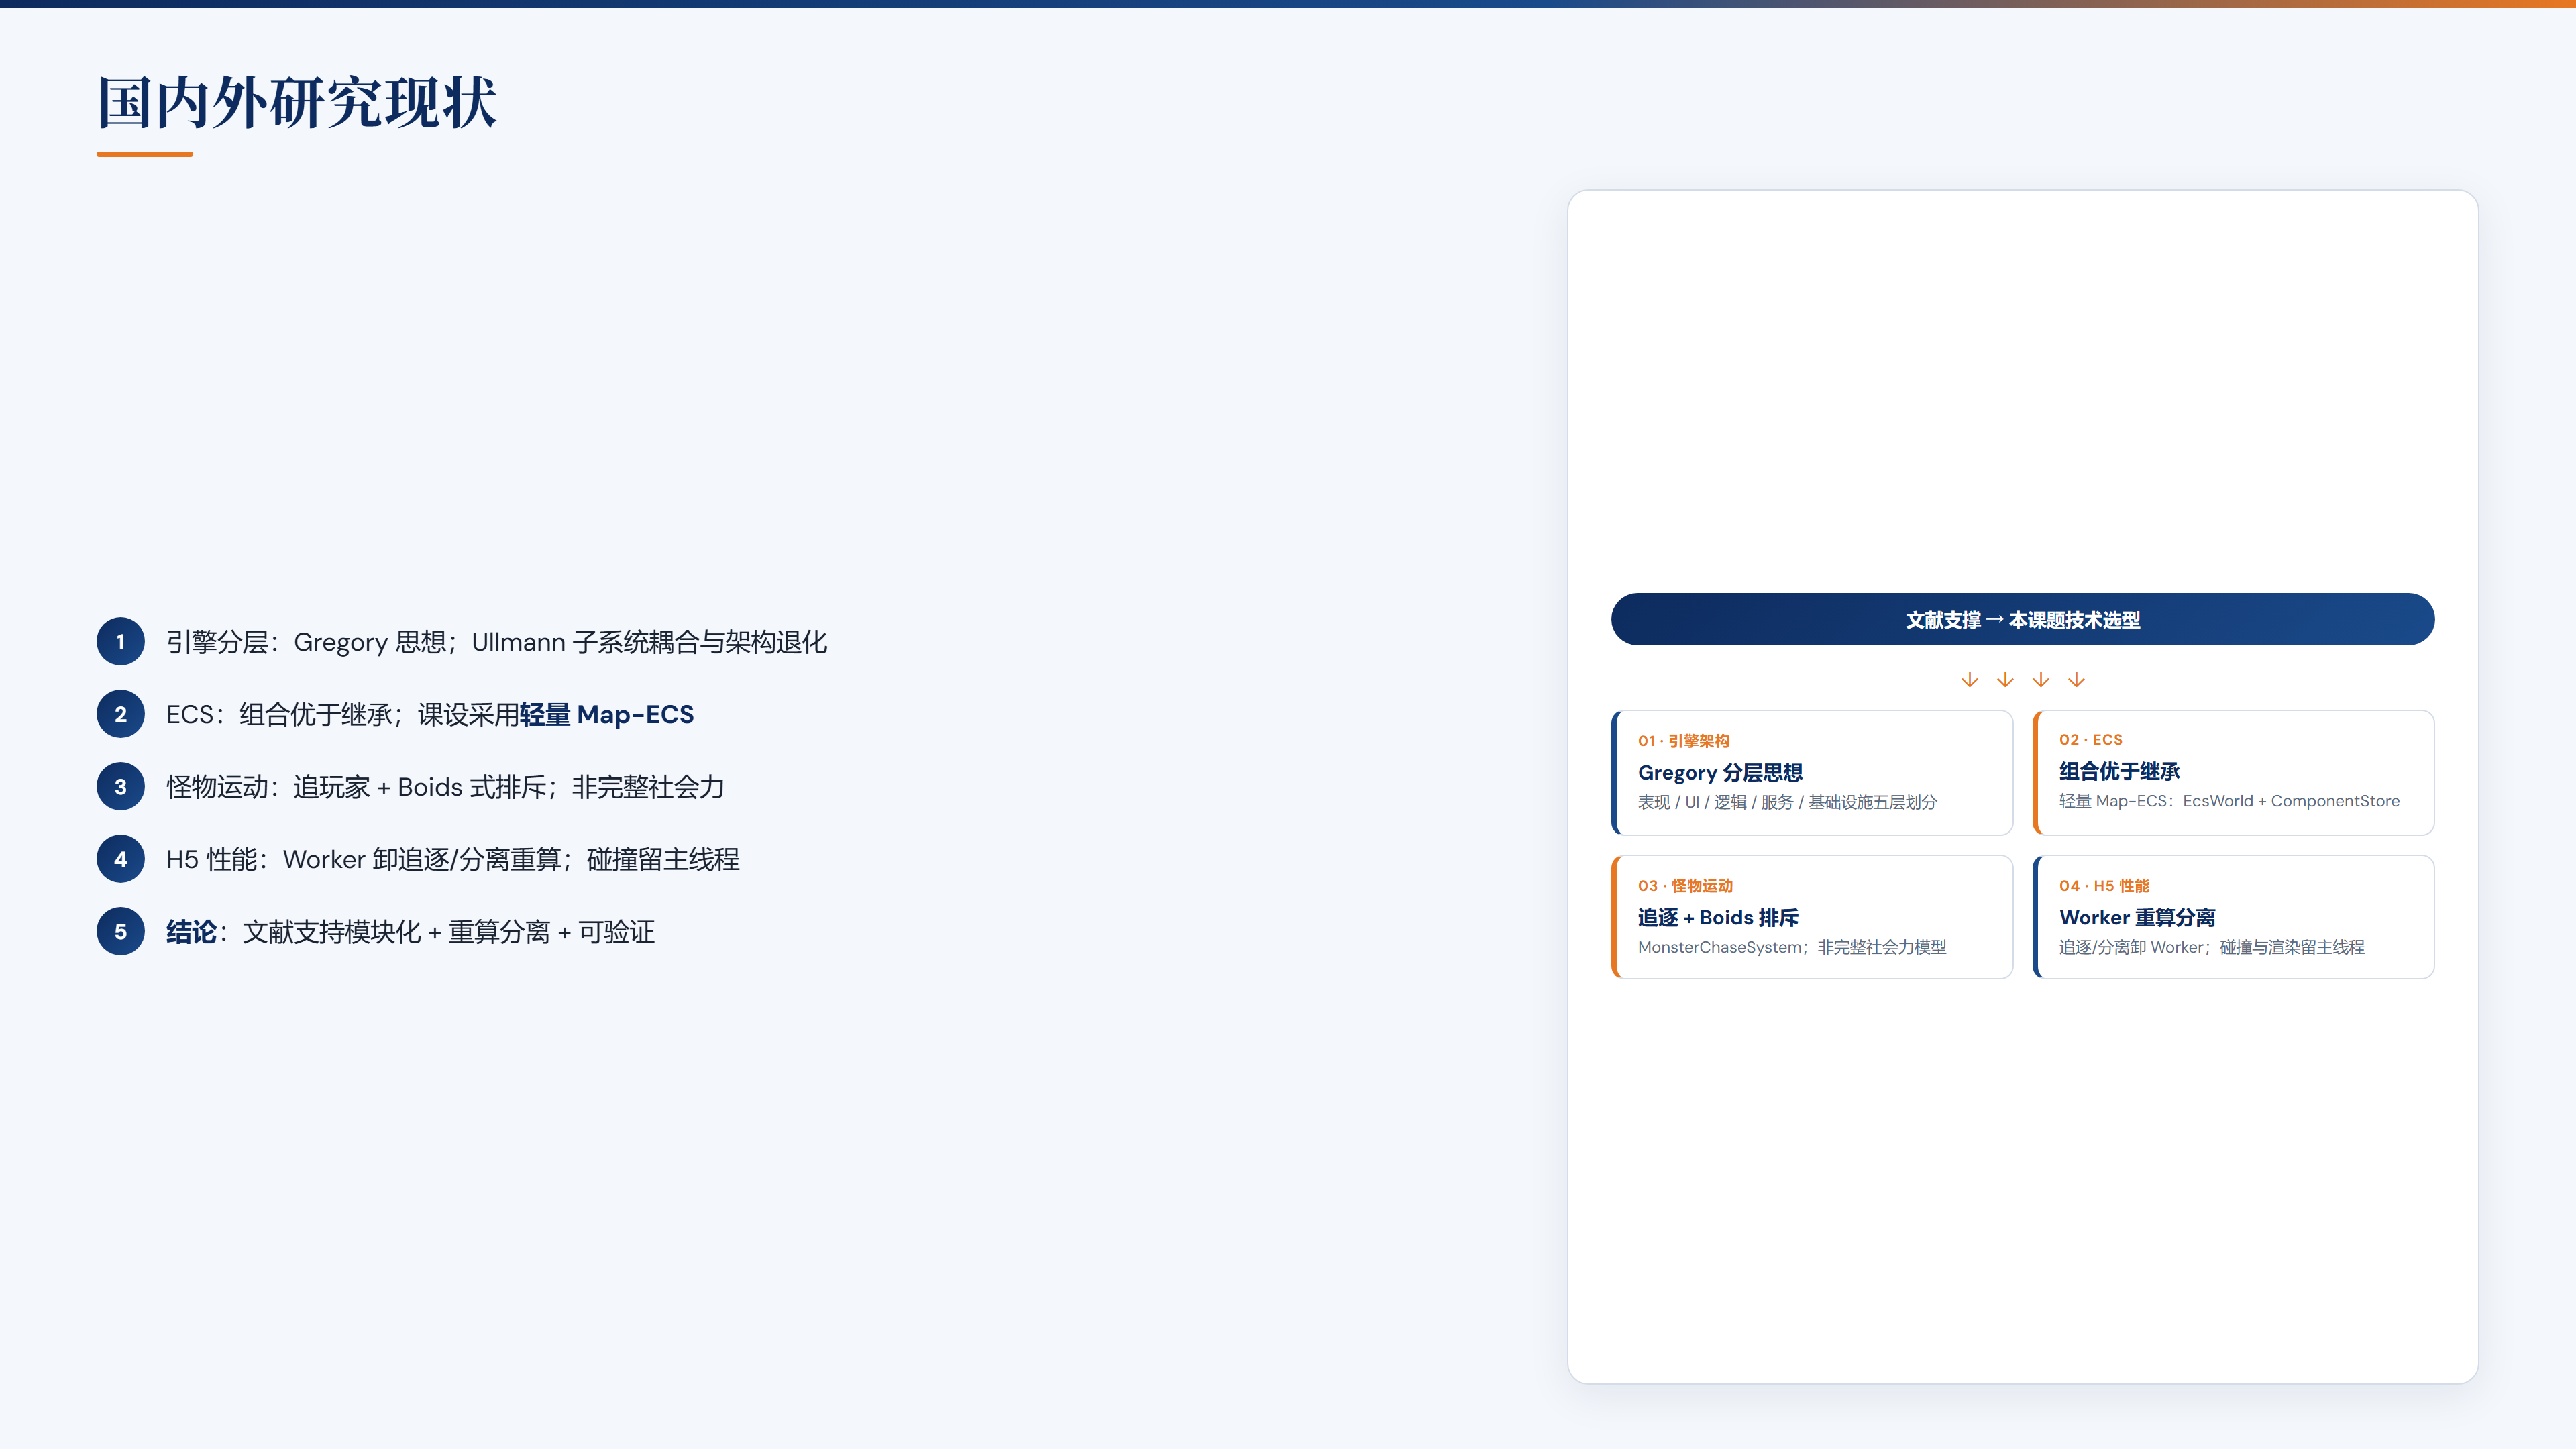 国内外研究现状
1 引擎分层：Gregory 思想；Ullmann 子系统耦合与架构退化
2 ECS：组合优于继承；课设采用轻量 Map-ECS
3 怪物运动：追玩家 + Boids 式排斥；非完整社会力
4 H5 性能：Worker 卸追逐/分离重算；碰撞留主线程
5 结论：文献支持模块化 + 重算分离 + 可验证
文献支撑 → 本课题技术选型
↓ ↓ ↓ ↓
01 · 引擎架构
Gregory 分层思想
表现 / UI / 逻辑 / 服务 / 基础设施五层划分
02 · ECS
组合优于继承
轻量 Map-ECS：EcsWorld + ComponentStore
03 · 怪物运动
追逐 + Boids 排斥
MonsterChaseSystem；非完整社会力模型
04 · H5 性能
Worker 重算分离
追逐/分离卸 Worker；碰撞与渲染留主线程